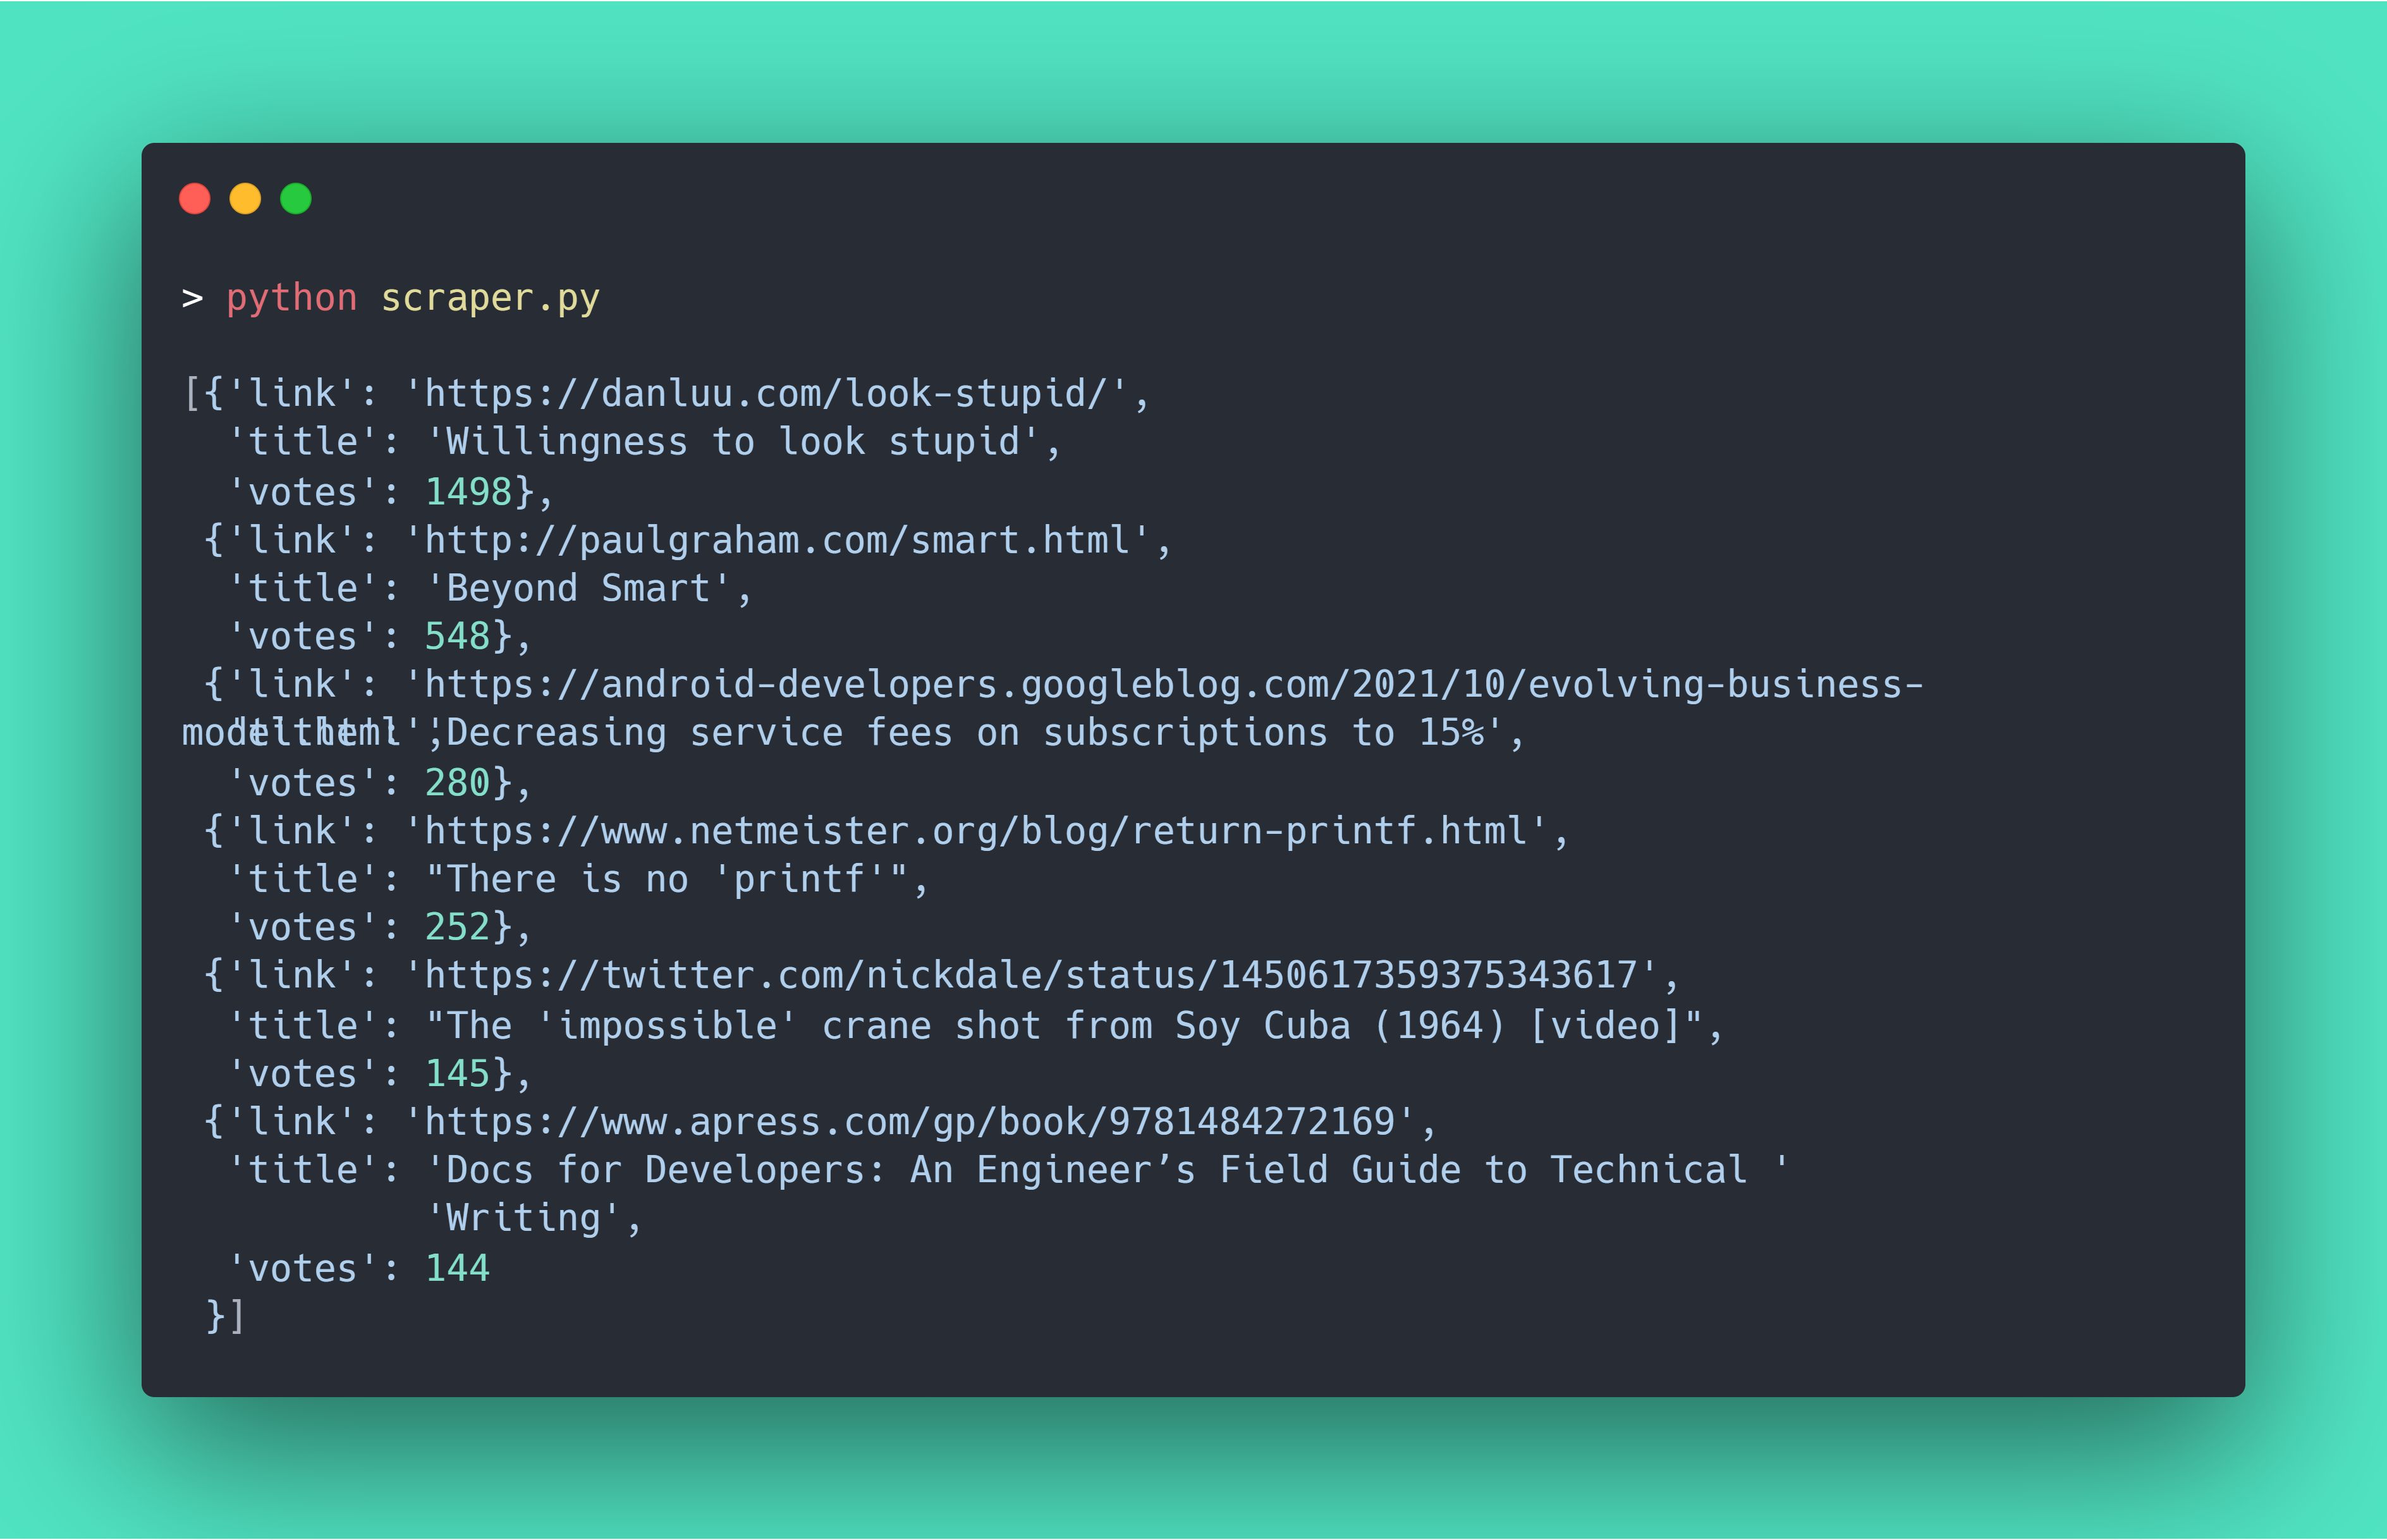 > python scraper.py
[{'link': 'https://danluu.com/look-stupid/',
'title': 'Willingness to look stupid',
'votes': 1498},
{'link': 'http://paulgraham.com/smart.html',
'title': 'Beyond Smart',
'votes': 548},
{'link': 'https://android-developers.googleblog.com/2021/10/evolving-business-
model.html',
'title': 'Decreasing service fees on subscriptions to 15%',
'votes': 280},
{'link': 'https://www.netmeister.org/blog/return-printf.html',
'title': "There is no 'printf'",
'votes': 252},
{'link': 'https://twitter.com/nickdale/status/1450617359375343617',
'title': "The 'impossible' crane shot from Soy Cuba (1964) [video]",
'votes': 145},
{'link': 'https://www.apress.com/gp/book/9781484272169',
'title': 'Docs for Developers: An Engineer’s Field Guide to Technical '
'Writing',
'votes': 144
}]